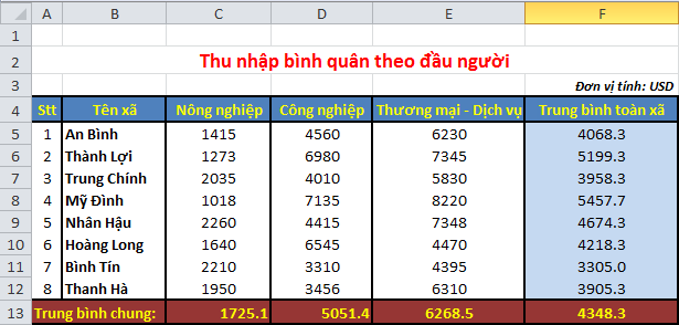 A B C D E F
1
2 Thu nhập bình quân theo đầu người
3 Đơn vị tính: USD
4 Stt Tên xã Nông nghiệp Công nghiệp Thương mại - Dịch vụ Trung bình toàn xã
5 1 An Bình 1415 4560 6230 4068.3
6 2 Thành Lợi 1273 6980 7345 5199.3
7 3 Trung Chính 2035 4010 5830 3958.3
8 4 Mỹ Đình 1018 7135 8220 5457.7
9 5 Nhân Hậu 2260 4415 7348 4674.3
10 6 Hoàng Long 1640 6545 4470 4218.3
11 7 Bình Tín 2210 3310 4395 3305.0
12 8 Thanh Hà 1950 3456 6310 3905.3
13 Trung bình chung: 1725.1 5051.4 6268.5 4348.3